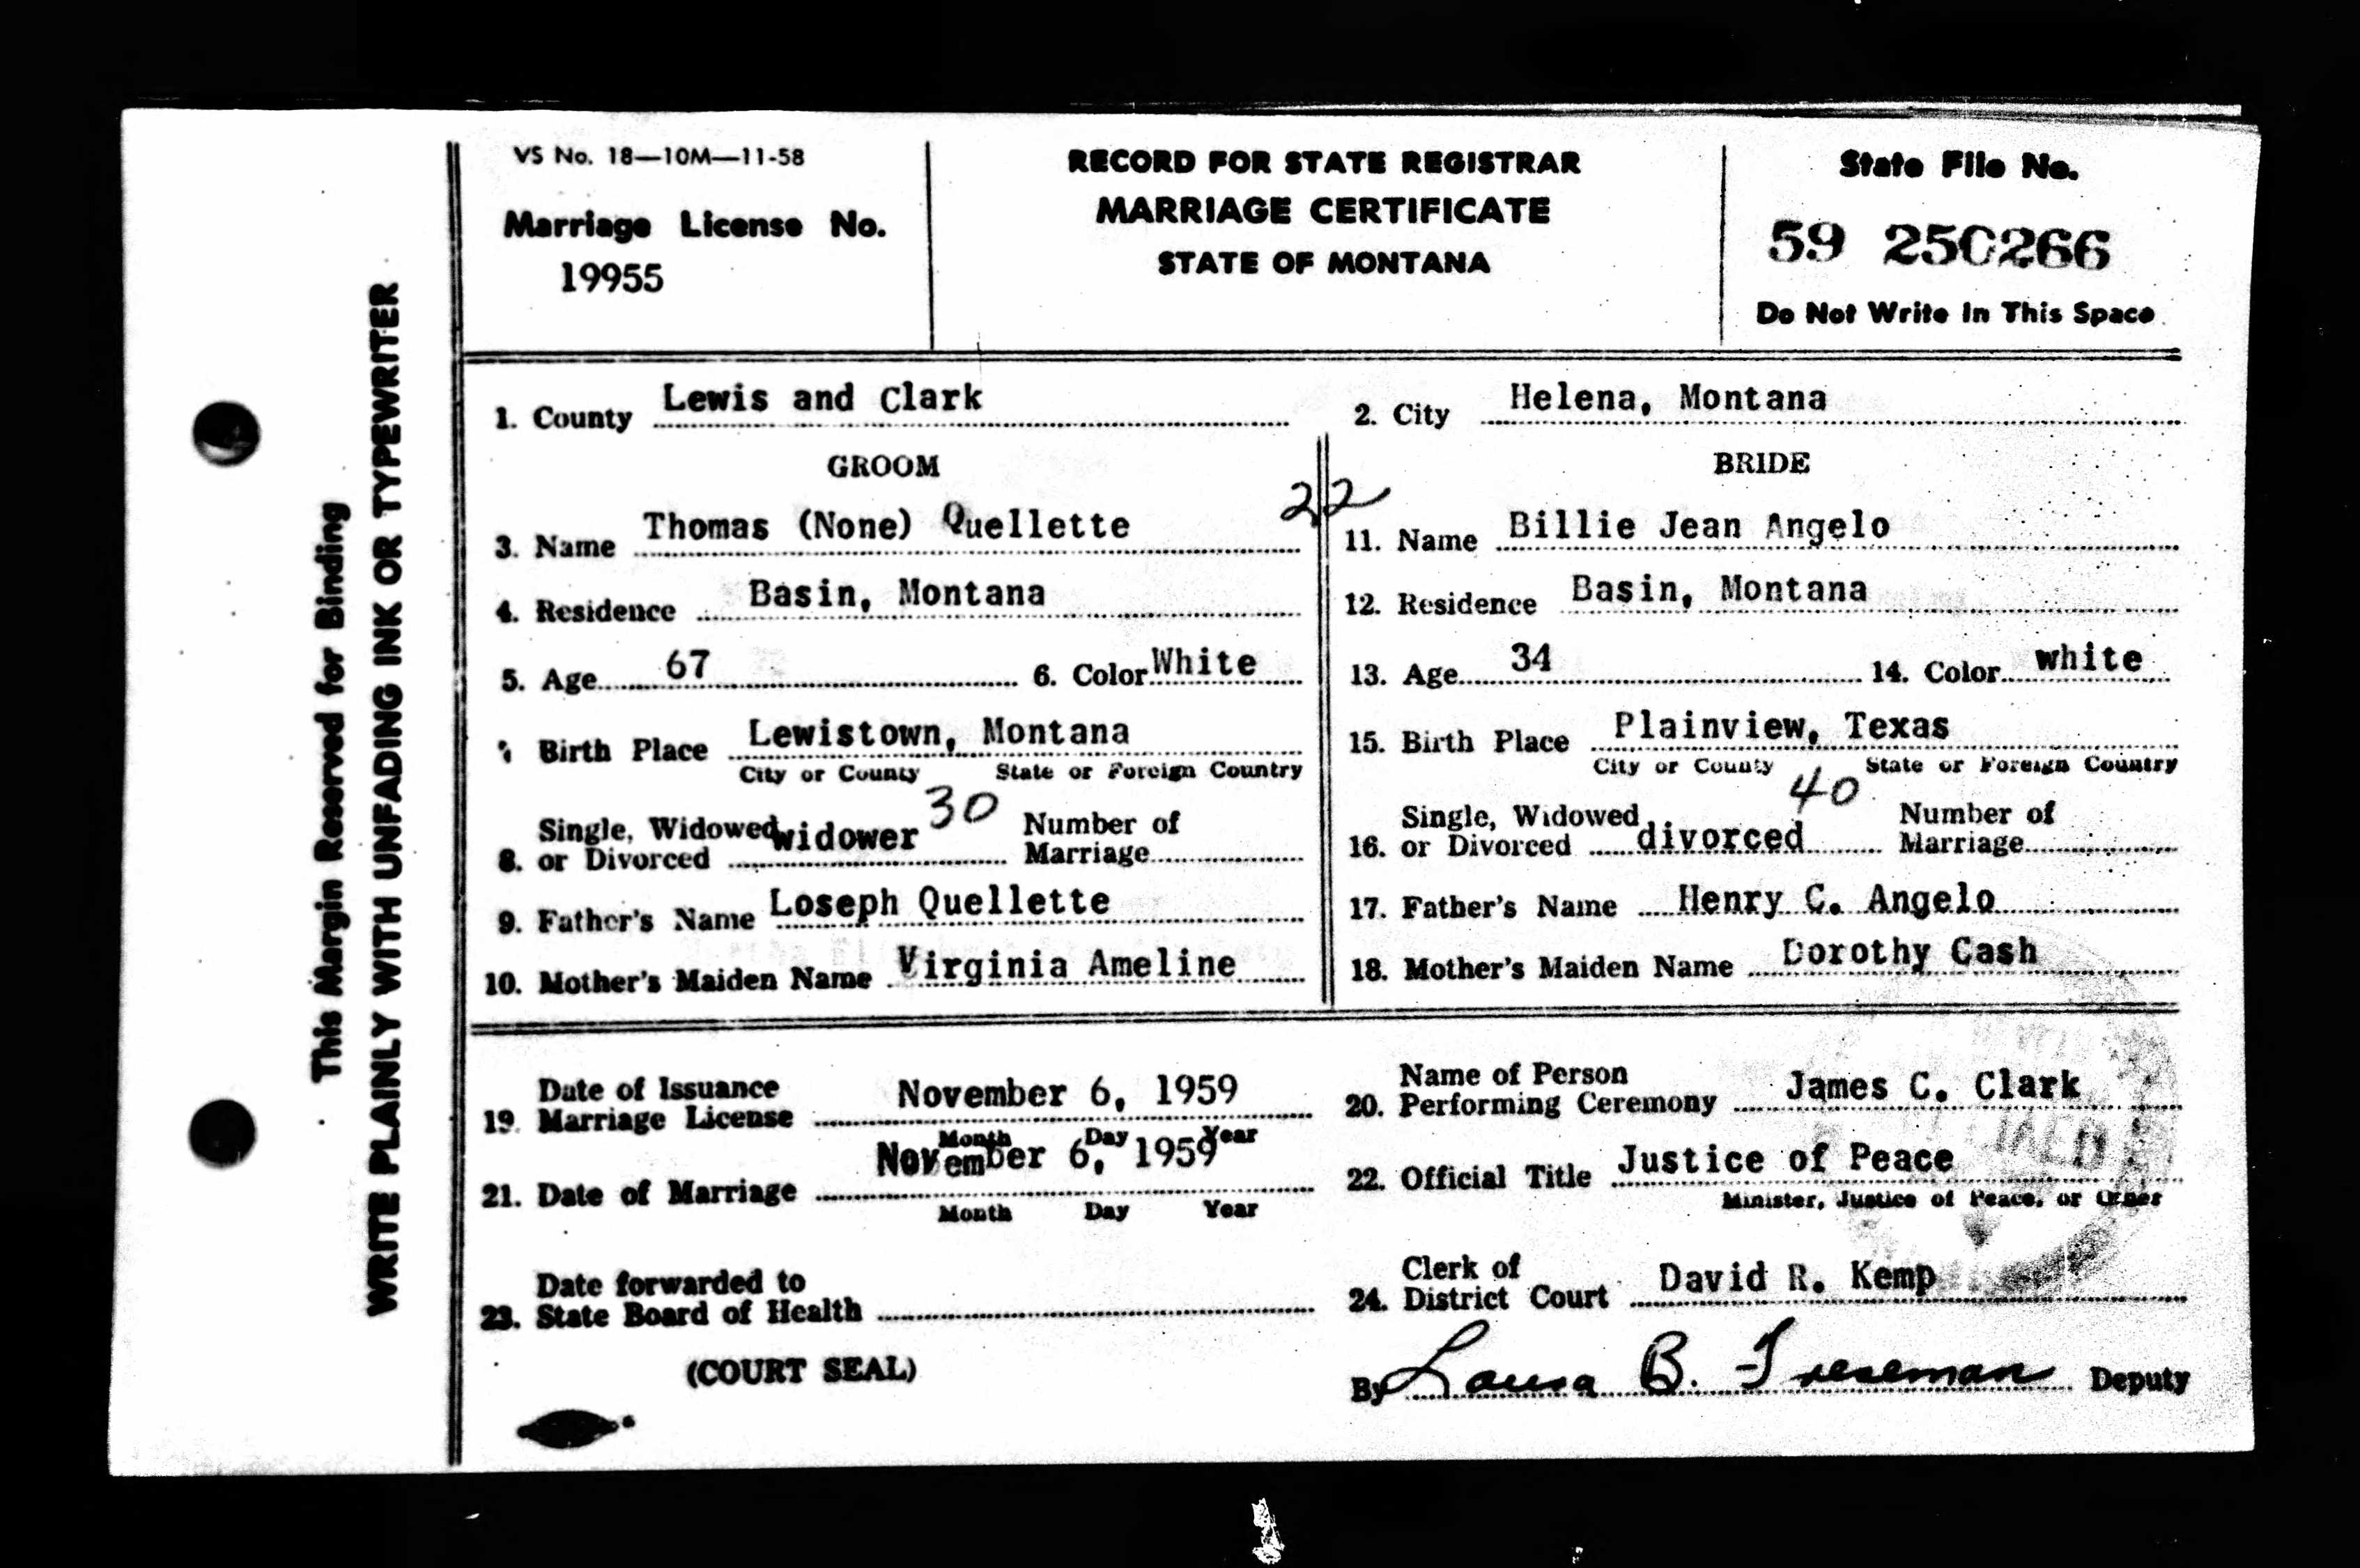 VS No. 18—10M—11-58
Marriage License No.
19955
RECORD FOR STATE REGISTRAR
MARRIAGE CERTIFICATE
STATE OF MONTANA
State File No.
59 250266
Do Not Write In This Space
This Margin Reserved for Binding
WRITE PLAINLY WITH UNFADING INK OR TYPEWRITER
1. County Lewis and Clark
2. City Helena, Montana
GROOM
22
3. Name Thomas (None) Quellette
4. Residence Basin, Montana
5. Age 67 6. Color White
Birth Place Lewistown, Montana
City or County State or Foreign Country
30
Single, Widowed Number of
8. or Divorced widower Marriage
9. Father's Name Loseph Quellette
10. Mother's Maiden Name Virginia Ameline
BRIDE
11. Name Billie Jean Angelo
12. Residence Basin, Montana
13. Age 34 14. Color white
15. Birth Place Plainview, Texas
City or County State or Foreign Country
40
Single, Widowed Number of
16. or Divorced divorced Marriage
17. Father's Name Henry C. Angelo
18. Mother's Maiden Name Dorothy Cash
Date of Issuance
19. Marriage License November 6, 1959
Month Day Year
21. Date of Marriage November 6, 1959
Month Day Year
Date forwarded to
23. State Board of Health
(COURT SEAL)
Name of Person
20. Performing Ceremony James C. Clark
22. Official Title Justice of Peace
Minister, Justice of Peace, or Other
Clerk of
24. District Court David R. Kemp
By Laura B. Deputy